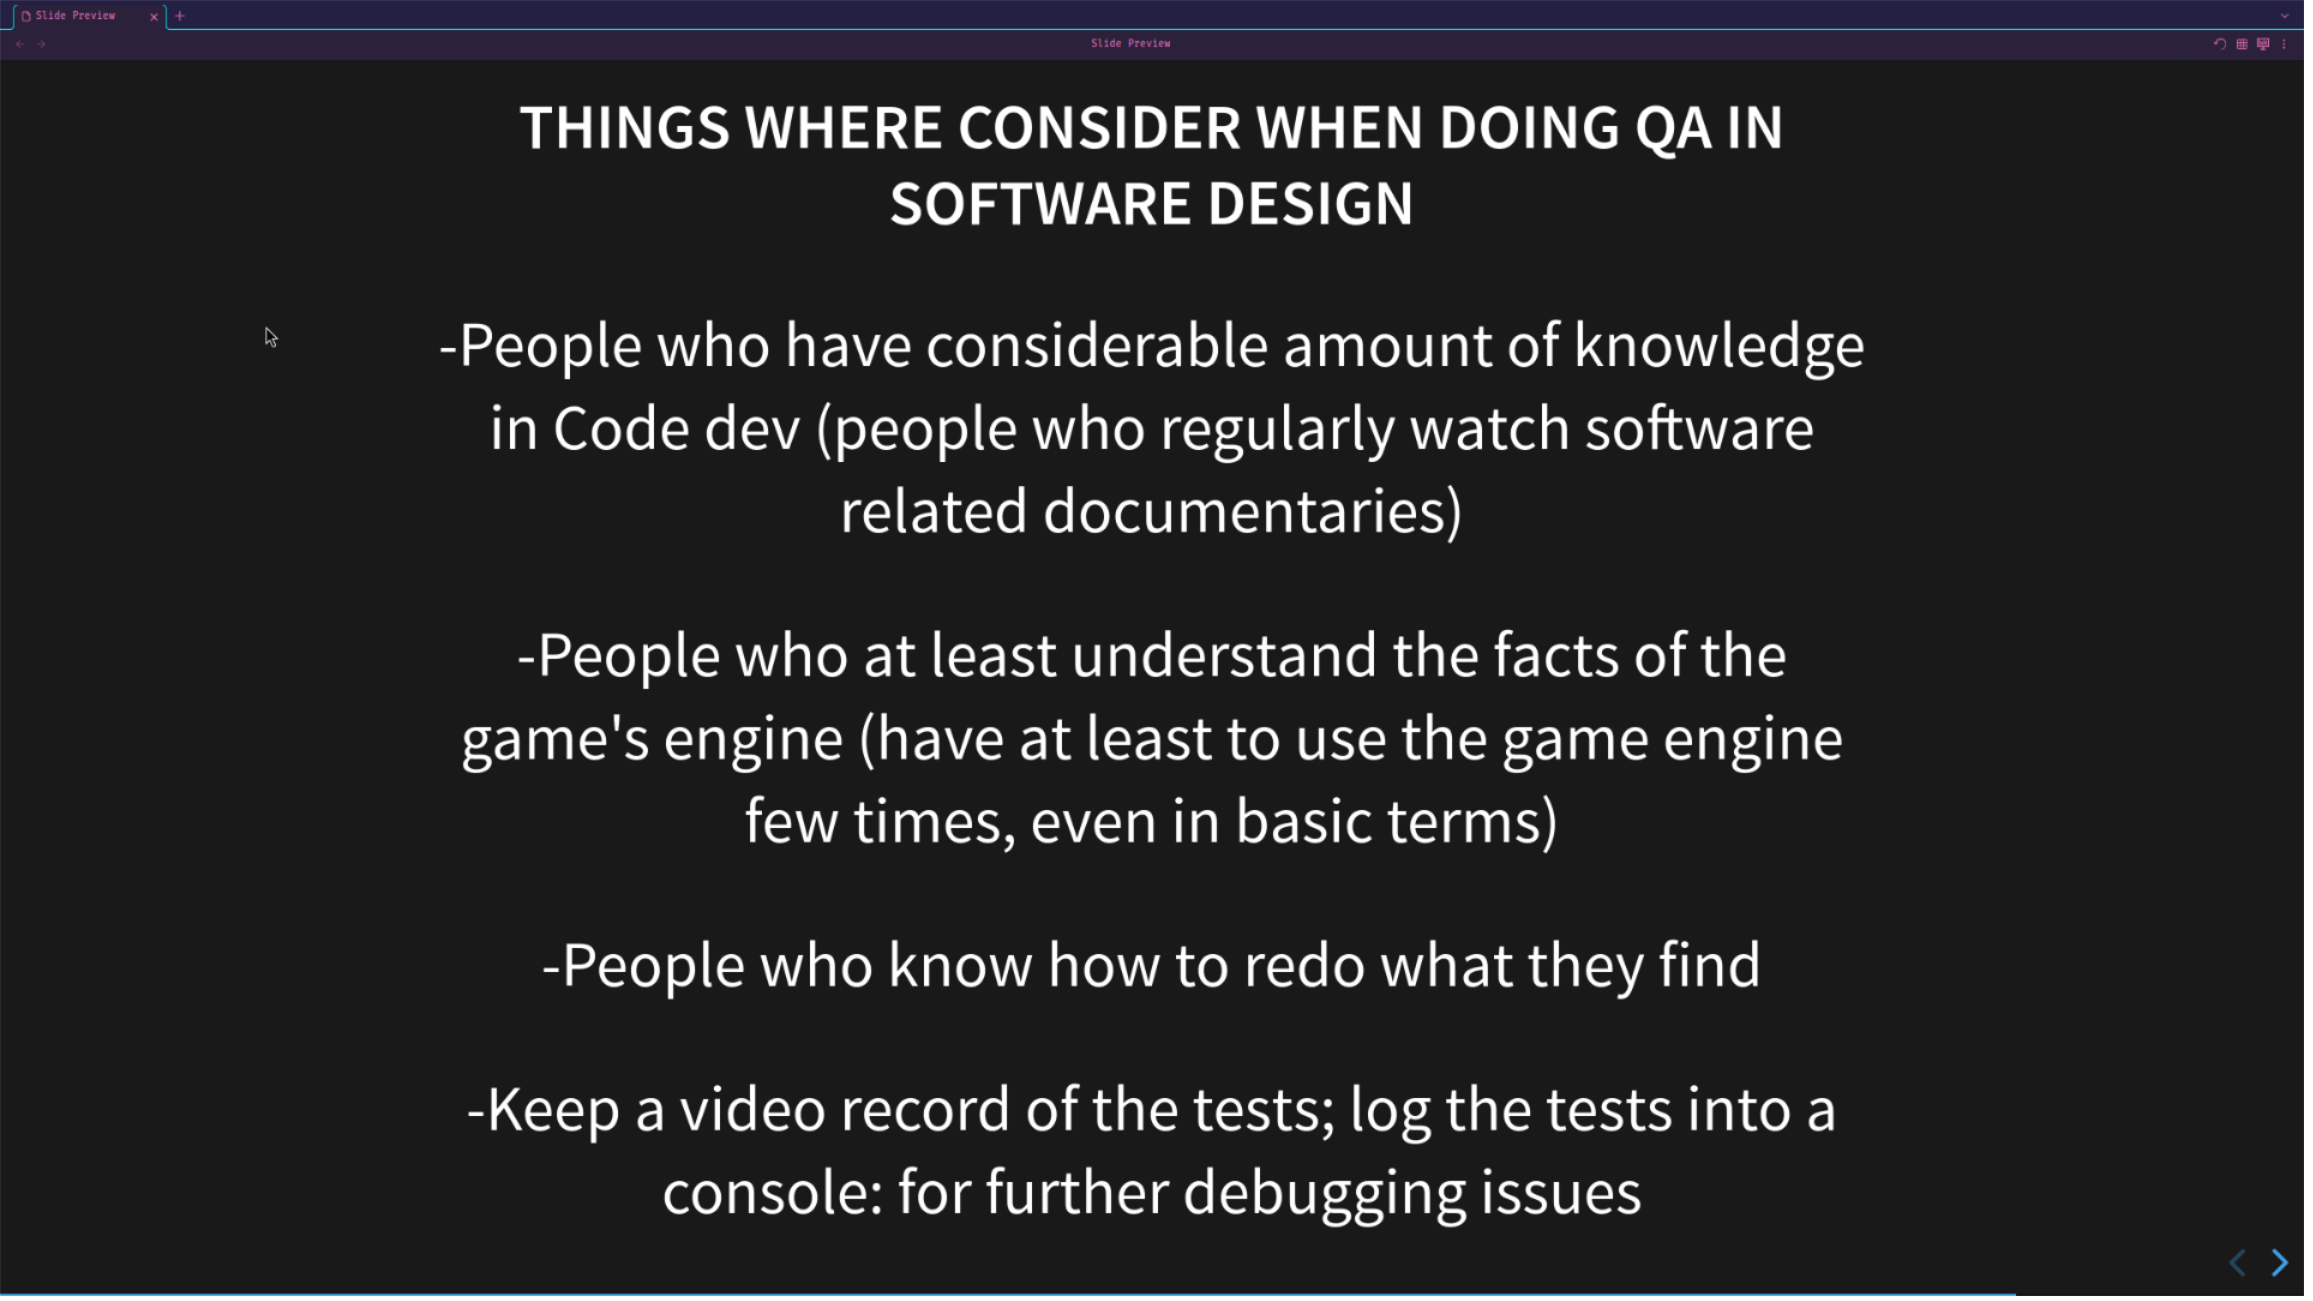 Slide Preview
Slide Preview
THINGS WHERE CONSIDER WHEN DOING QA IN
SOFTWARE DESIGN
-People who have considerable amount of knowledge
in Code dev (people who regularly watch software
related documentaries)
-People who at least understand the facts of the
game's engine (have at least to use the game engine
few times, even in basic terms)
-People who know how to redo what they find
-Keep a video record of the tests; log the tests into a
console: for further debugging issues